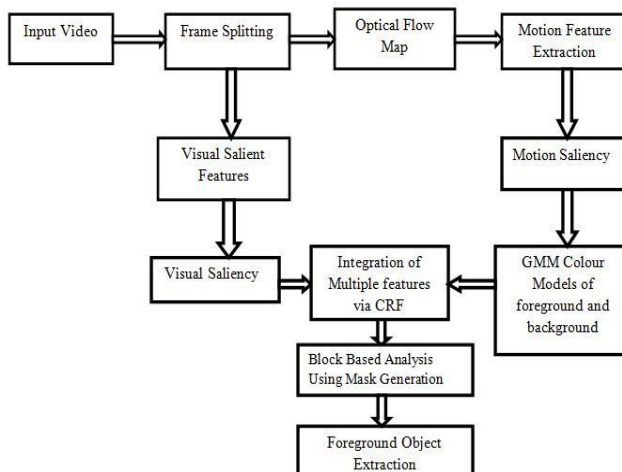 Input Video
Frame Splitting
Optical Flow
Map
Motion Feature
Extraction
Visual Salient
Features
Motion Saliency
Visual Saliency
Integration of
Multiple features
via CRF
GMM Colour
Models of
foreground and
background
Block Based Analysis
Using Mask Generation
Foreground Object
Extraction